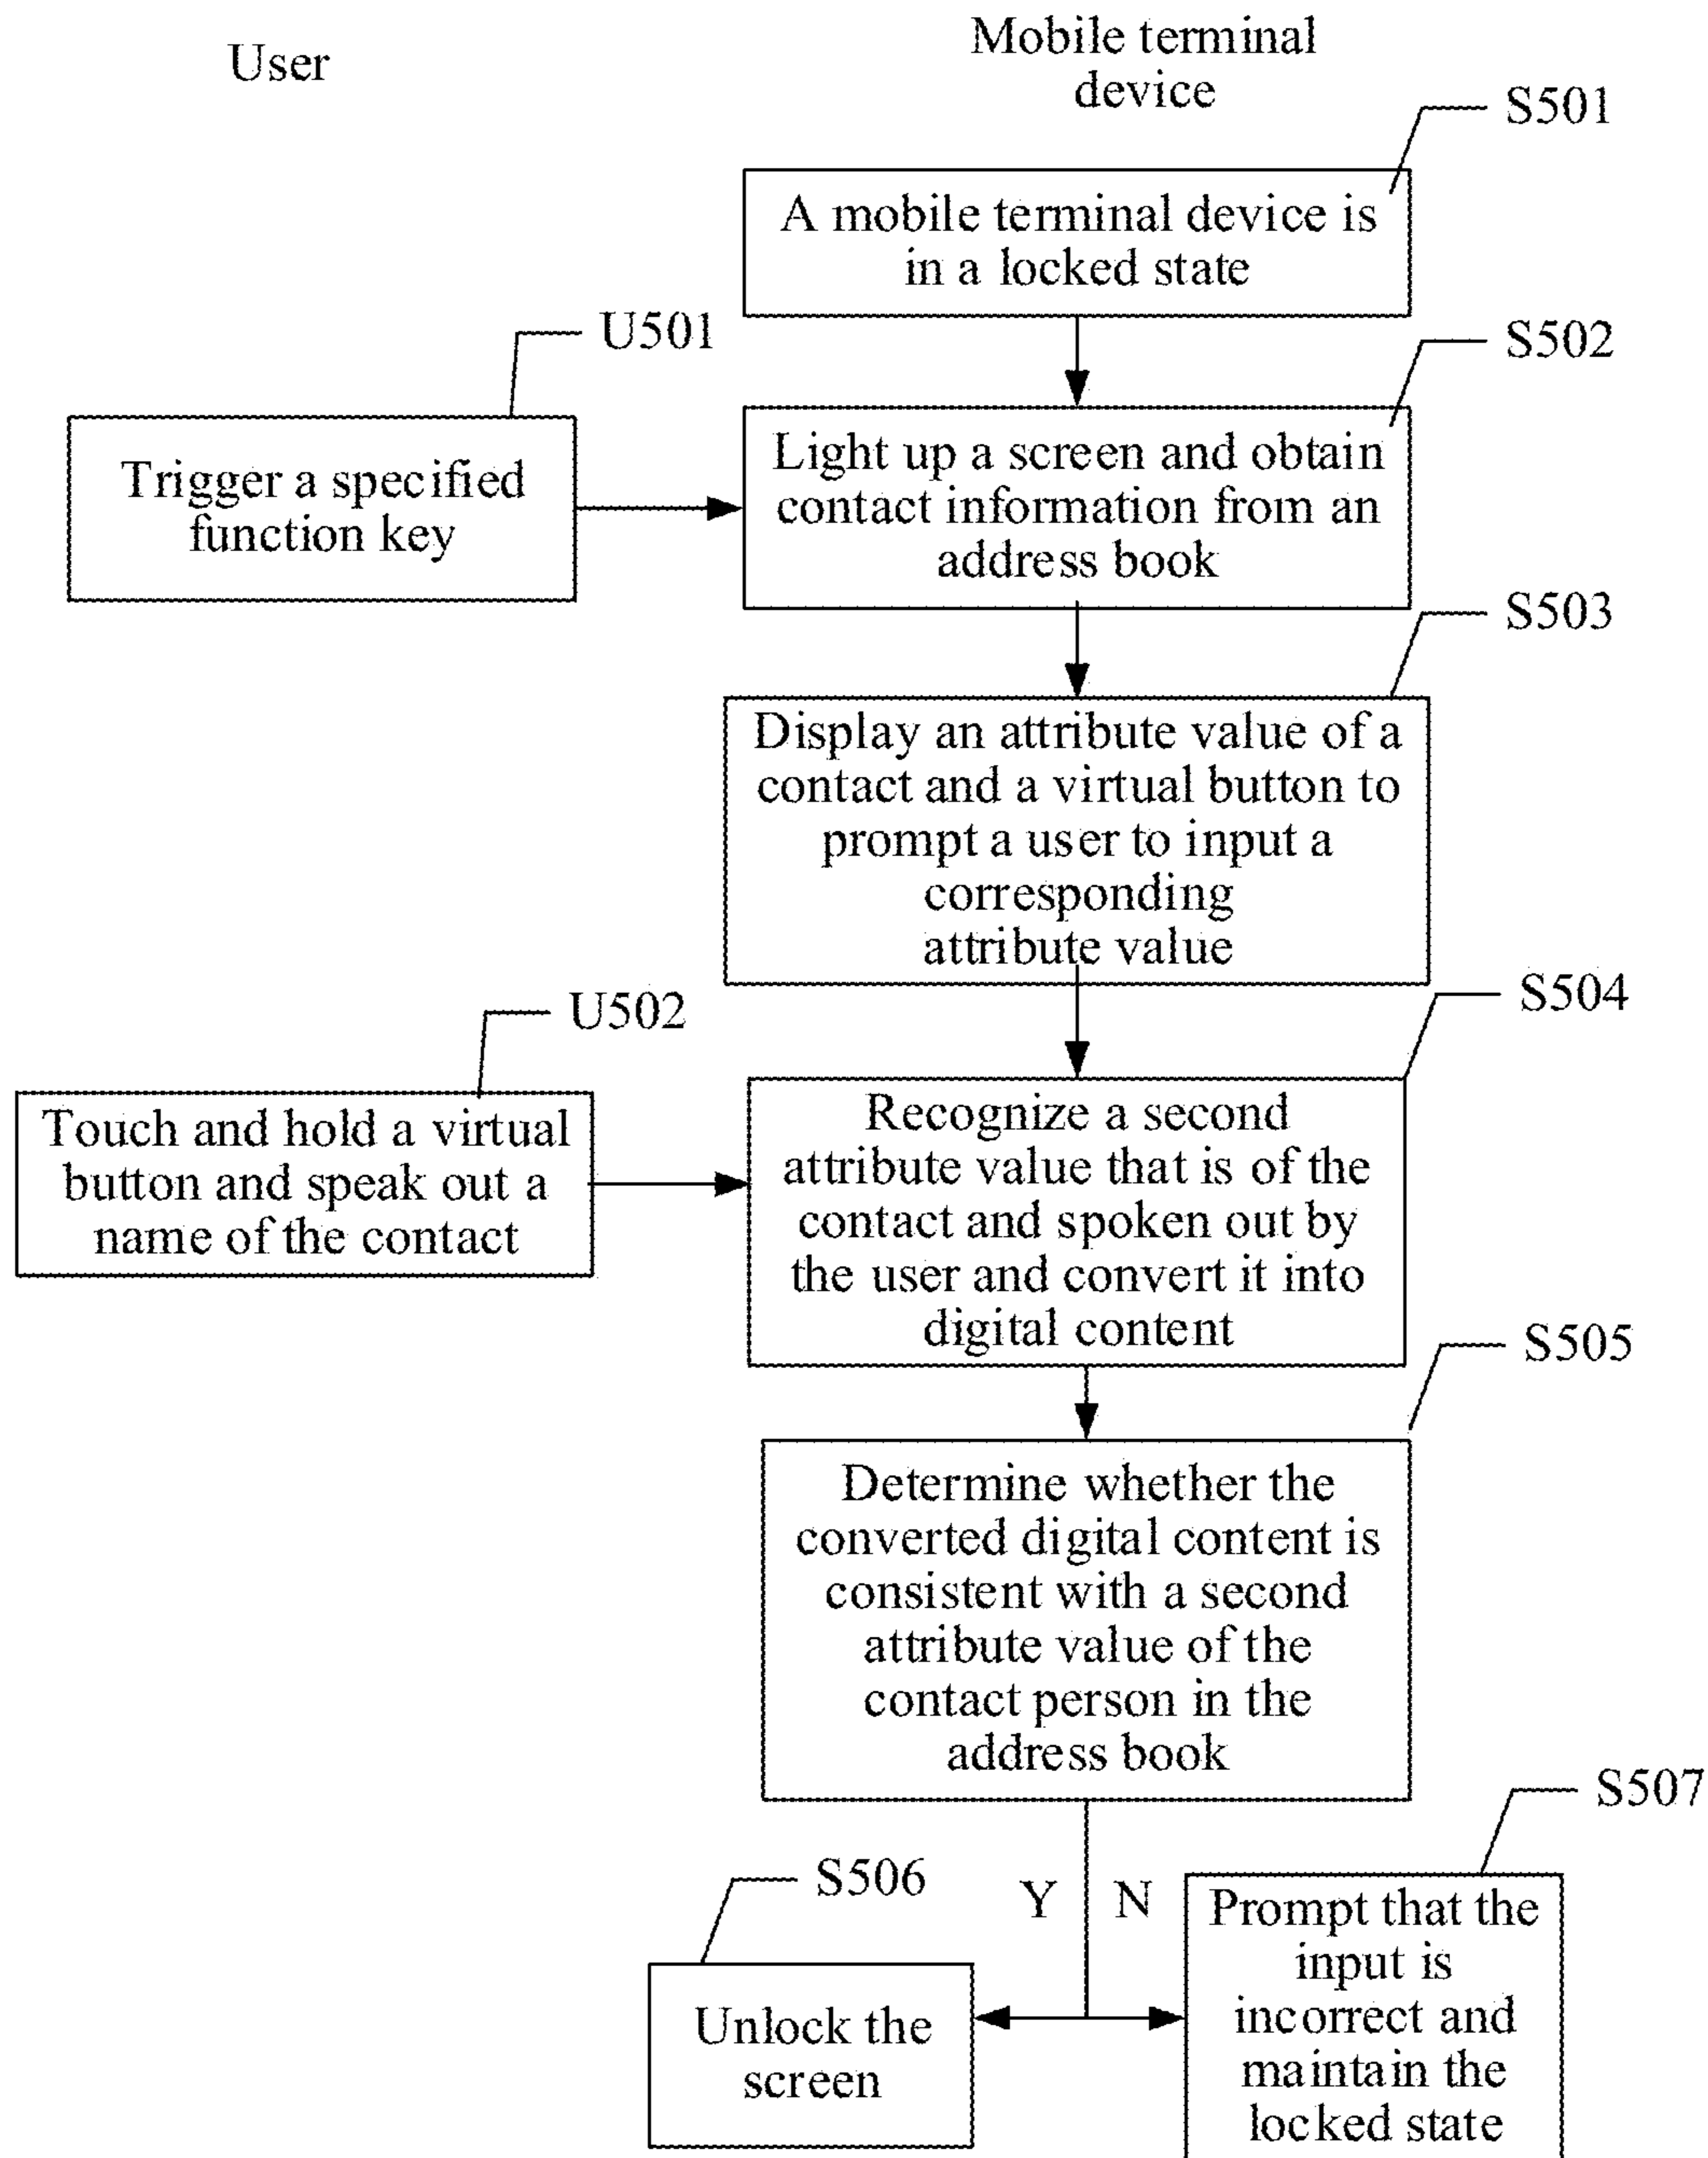 User
Mobile terminal
device
S501
A mobile terminal device is
in a locked state
U501
S502
Trigger a specified
function key
Light up a screen and obtain
contact information from an
address book
S503
Display an attribute value of a
contact and a virtual button to
prompt a user to input a
corresponding
attribute value
U502
S504
Touch and hold a virtual
button and speak out a
name of the contact
Recognize a second
attribute value that is of the
contact and spoken out by
the user and convert it into
digital content
S505
Determine whether the
converted digital content is
consistent with a second
attribute value of the
contact person in the
address book
S507
S506
Y
N
Unlock the
screen
Prompt that the
input is
incorrect and
maintain the
locked state